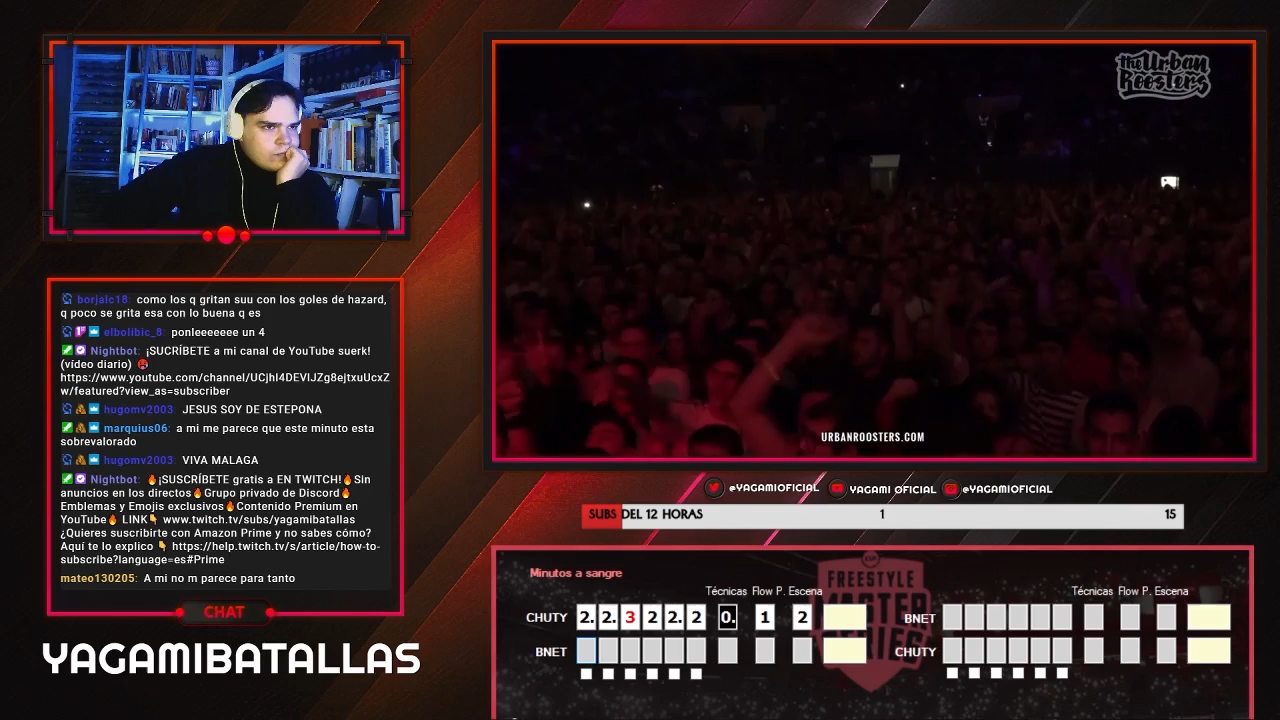 the Urban
Roosters
borjalc18: como los q gritan suu con los goles de hazard,
q poco se grita esa con lo buena q es
elbolibic_8: ponleeeeeee un 4
Nightbot: ¡SUCRÍBETE a mi canal de YouTube suerk!
(vídeo diario)
https://www.youtube.com/channel/UCjhI4DEVIJZg8ejtxuUcxZ
w/featured?view_as=subscriber
hugomv2003: JESUS SOY DE ESTEPONA
marquius06: a mi me parece que este minuto esta
sobrevalorado
hugomv2003: VIVA MALAGA
Nightbot: 🔥¡SUSCRÍBETE gratis a EN TWITCH!🔥Sin
anuncios en los directos🔥Grupo privado de Discord🔥
Emblemas y Emojis exclusivos🔥Contenido Premium en
YouTube🔥 LINK👇 www.twitch.tv/subs/yagamibatallas
¿Quieres suscribirte con Amazon Prime y no sabes cómo?
Aquí te lo explico 👇 https://help.twitch.tv/s/article/how-to-
subscribe?language=es#Prime
mateo130205: A mi no m parece para tanto
CHAT
YAGAMIBATALLAS
URBANROOSTERS.COM
@YAGAMIOFICIAL YAGAMI OFICIAL @YAGAMIOFICIAL
SUBS DEL 12 HORAS 1 15
Minutos a sangre
FREESTYLE
MASTER
SERIES
Técnicas Flow P. Escena Técnicas Flow P. Escena
CHUTY 2. 2. 3 2 2. 2 0. 1 2 BNET
BNET CHUTY